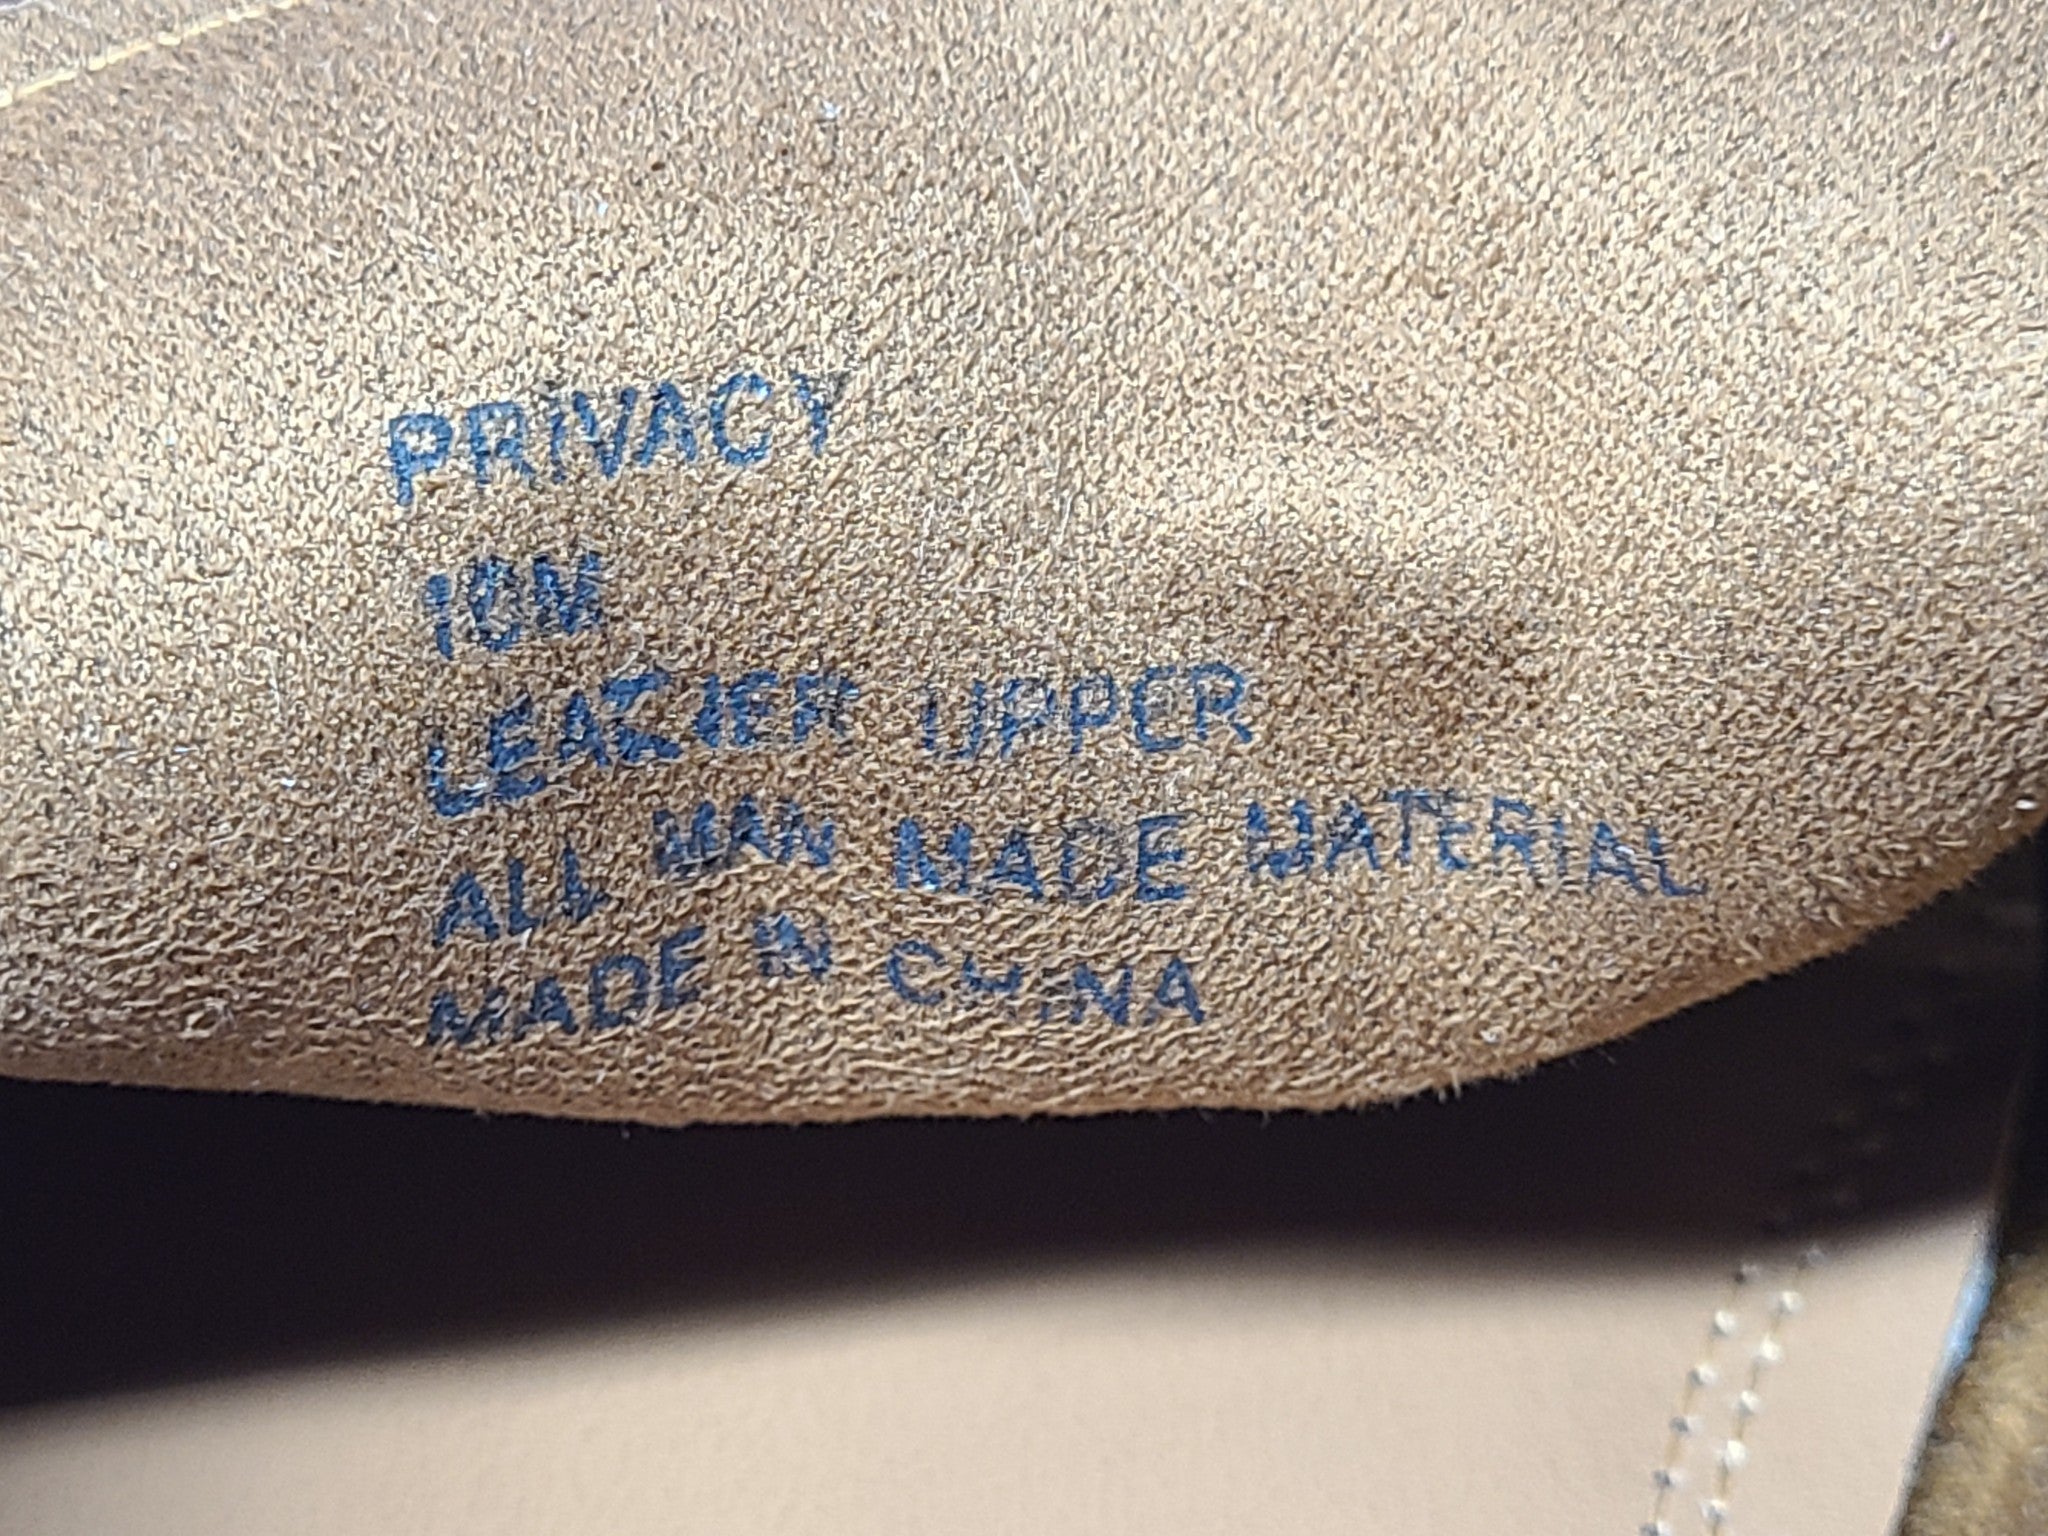 PRIVACY
10M
LEATHER UPPER
ALL MAN MADE MATERIAL
MADE IN CHINA